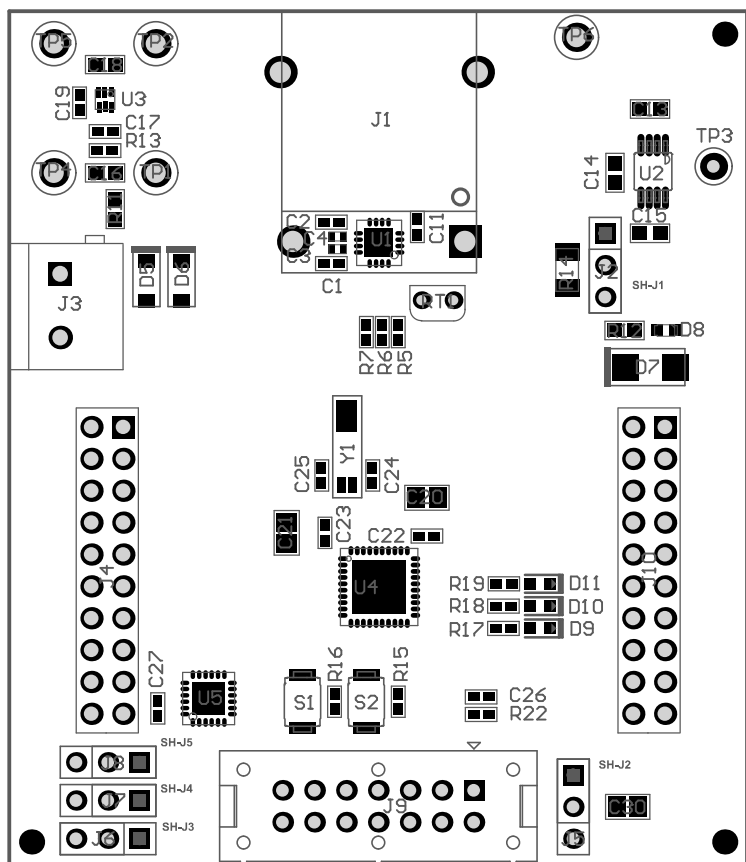 TP5
TP2
TP6
C18
C19
U3
C13
C17
J1
TP3
R13
C14
U2
TP4
C16
TP1
C2
C11
C15
C4
U1
C3
D5
D6
J2
R14
C1
SH-J1
J3
RT1
R12
D8
R7
R6
R5
D7
Y1
C25
C24
C20
C21
C23
C22
J4
J10
U4
R19
D11
R18
D10
R17
D9
C27
R16
R15
U5
S1
S2
C26
R22
SH-J5
J8
SH-J2
SH-J4
J7
J9
C30
SH-J3
J6
J5